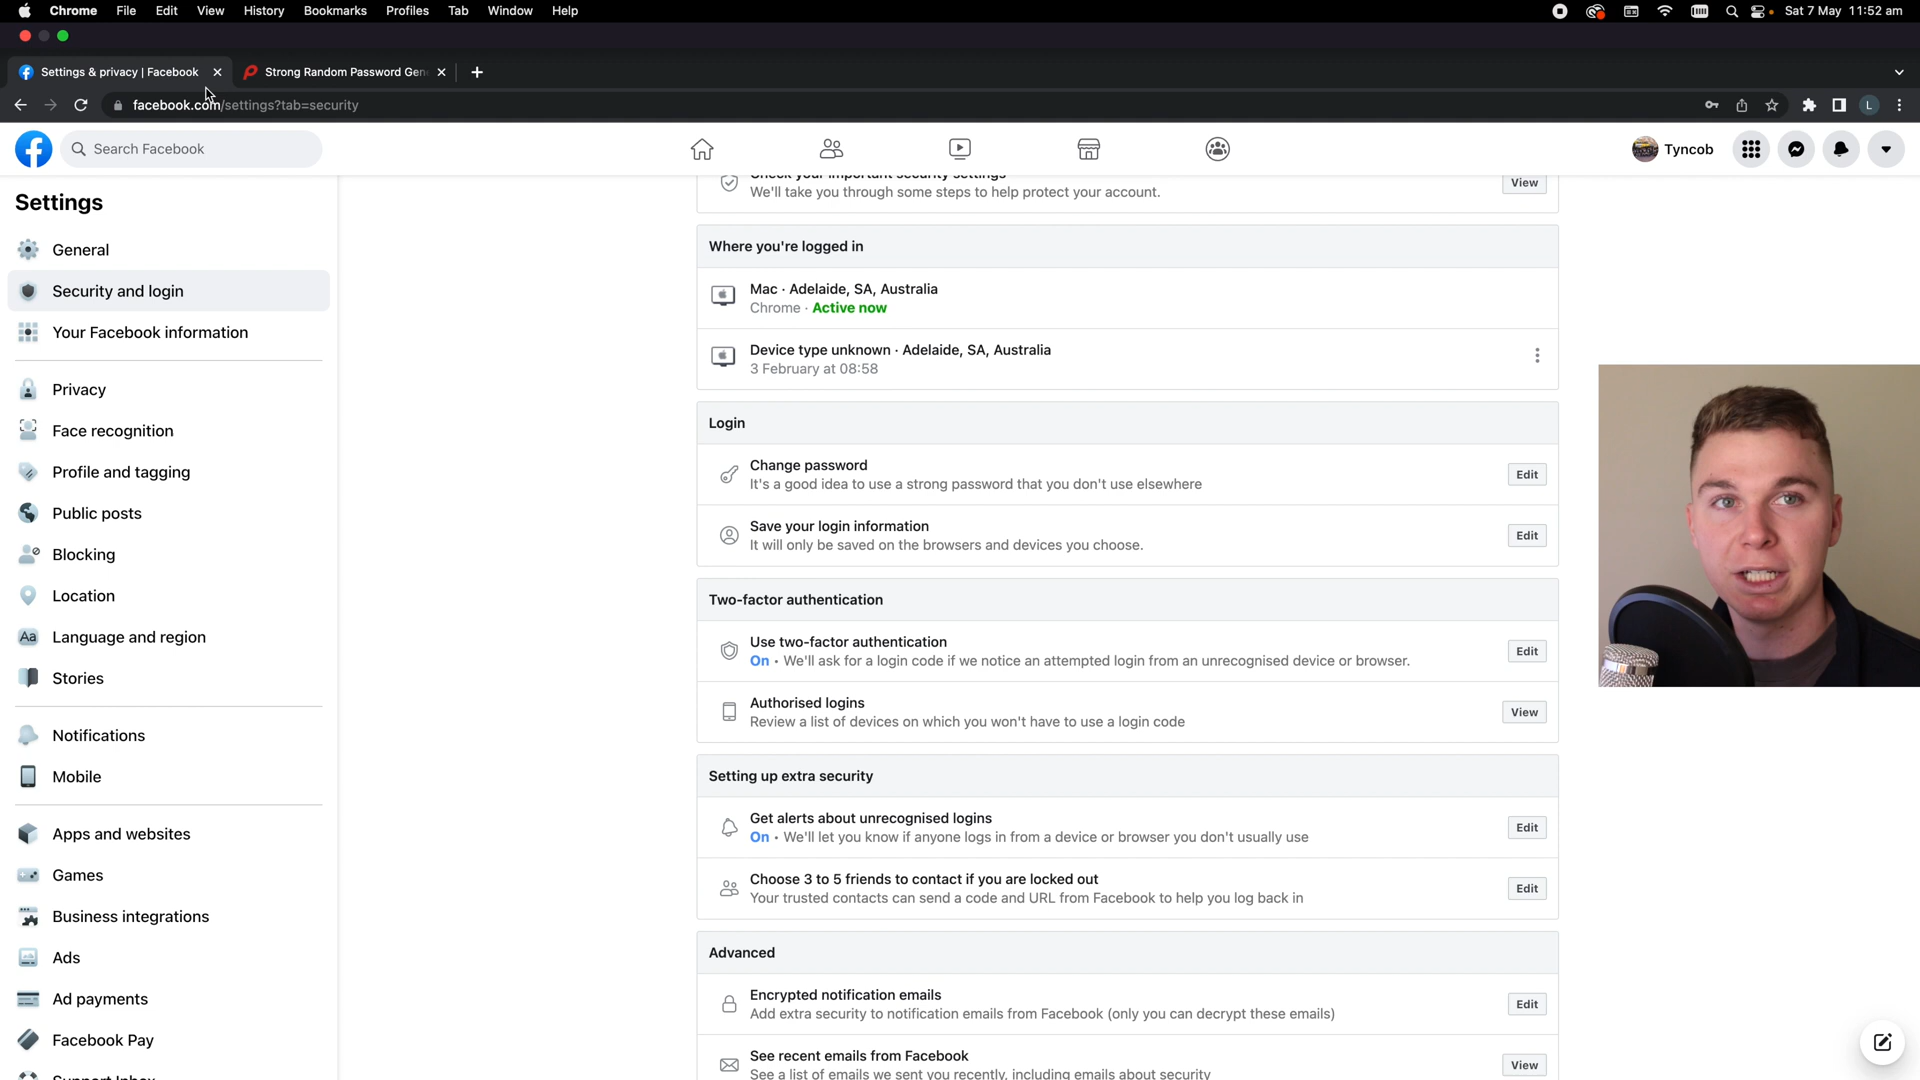 Chrome File Edit View History Bookmarks Profiles Tab Window Help
Sat 7 May 11:52 am
Settings & privacy | Facebook
Strong Random Password Gen
facebook.com/settings?tab=security
L
Search Facebook
Tyncob
Settings
General
Security and login
Your Facebook information
Privacy
Face recognition
Profile and tagging
Public posts
Blocking
Location
Aa
Language and region
Stories
Notifications
Mobile
Apps and websites
Games
Business integrations
Ads
Ad payments
Facebook Pay
Support Inbox
Check your important security settings
We'll take you through some steps to help protect your account.
View
Where you're logged in
Mac · Adelaide, SA, Australia
Chrome · Active now
Device type unknown · Adelaide, SA, Australia
3 February at 08:58
Login
Change password
It's a good idea to use a strong password that you don't use elsewhere
Edit
Save your login information
It will only be saved on the browsers and devices you choose.
Edit
Two-factor authentication
Use two-factor authentication
On • We'll ask for a login code if we notice an attempted login from an unrecognised device or browser.
Edit
Authorised logins
Review a list of devices on which you won't have to use a login code
View
Setting up extra security
Get alerts about unrecognised logins
On • We'll let you know if anyone logs in from a device or browser you don't usually use
Edit
Choose 3 to 5 friends to contact if you are locked out
Your trusted contacts can send a code and URL from Facebook to help you log back in
Edit
Advanced
Encrypted notification emails
Add extra security to notification emails from Facebook (only you can decrypt these emails)
Edit
See recent emails from Facebook
See a list of emails we sent you recently, including emails about security
View